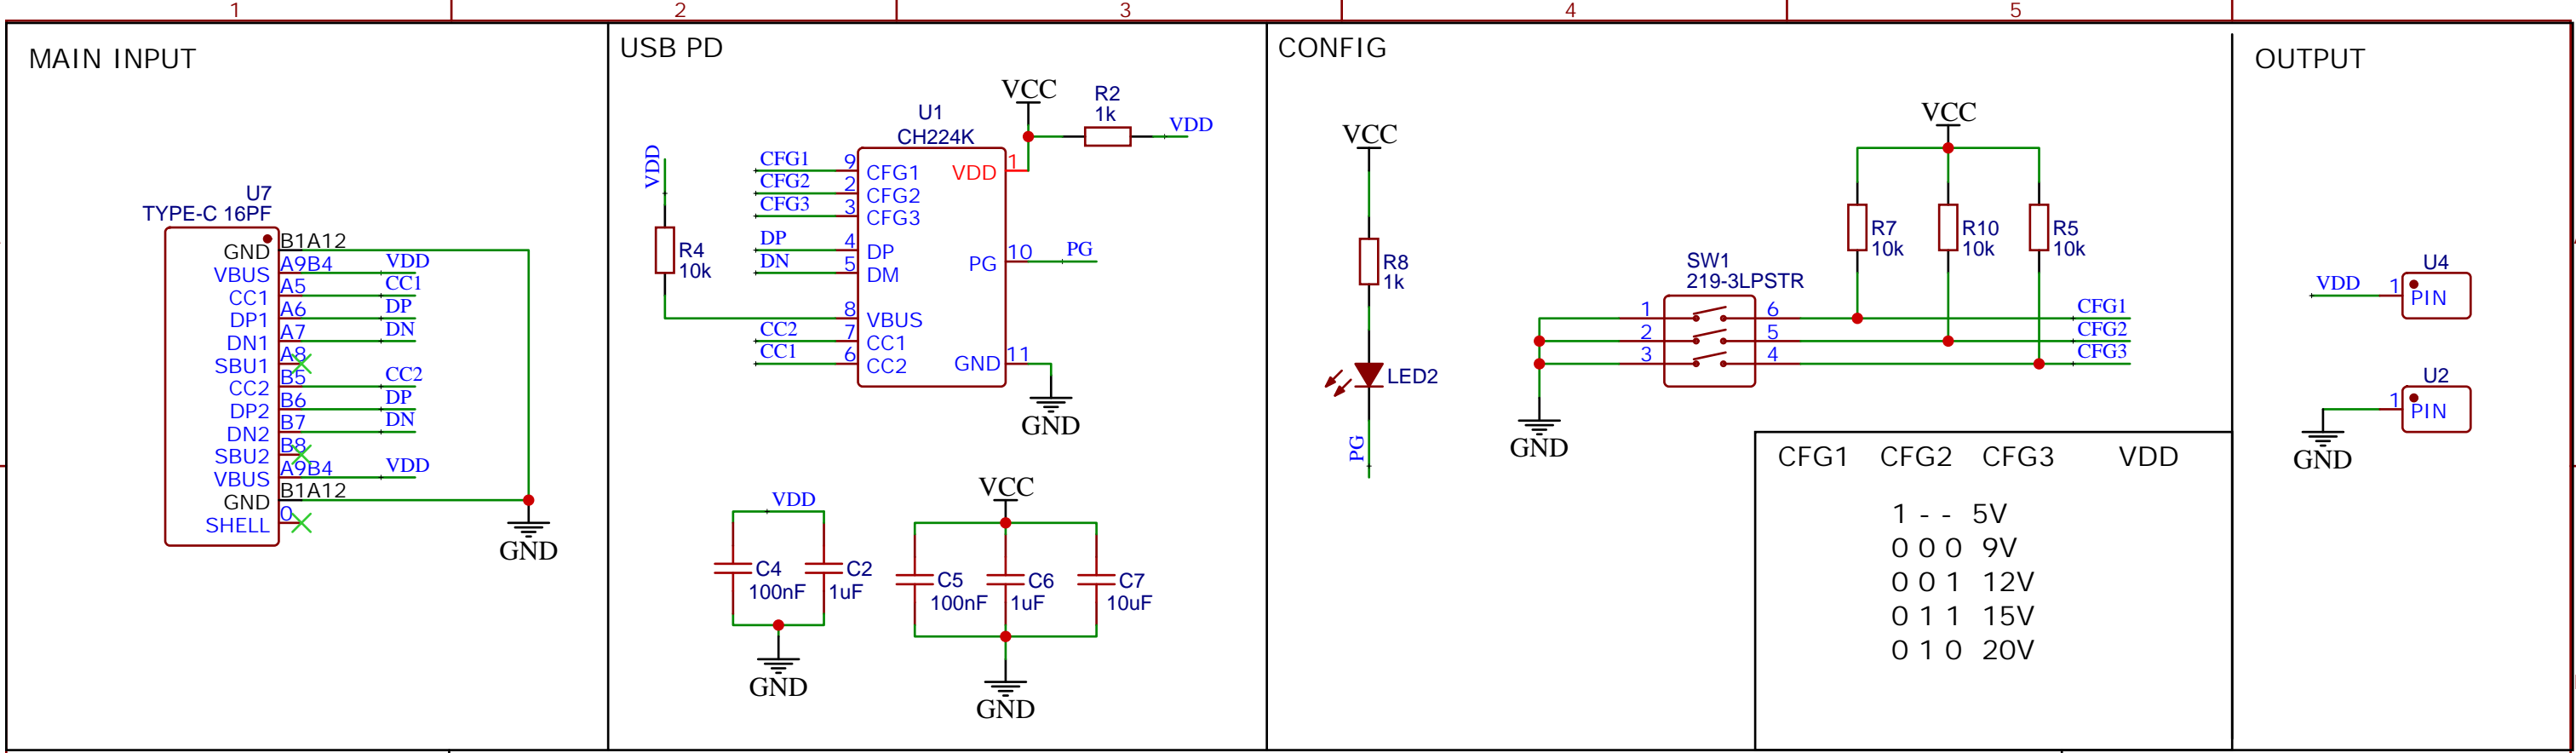 1 2 3 4 5
MAIN INPUT
U7
TYPE-C 16PF
GND B1A12
VBUS A9B4 VDD
CC1 A5 CC1
DP1 A6 DP
DN1 A7 DN
SBU1 A8
CC2 B5 CC2
DP2 B6 DP
DN2 B7 DN
SBU2 B8
VBUS A9B4 VDD
GND B1A12
SHELL 0
GND
USB PD
VCC
R2
1k
VDD
U1
CH224K
VDD
R4
10k
CFG1 9 CFG1
CFG2 2 CFG2
CFG3 3 CFG3
DP 4 DP
DN 5 DM
8 VBUS
CC2 7 CC1
CC1 6 CC2
VDD 1
PG 10 PG
GND 11
GND
VDD
C4
100nF
C2
1uF
GND
VCC
C5
100nF
C6
1uF
C7
10uF
GND
CONFIG
VCC
R8
1k
LED2
PG
VCC
R7
10k
R10
10k
R5
10k
SW1
219-3LPSTR
1 6 CFG1
2 5 CFG2
3 4 CFG3
GND
CFG1 CFG2 CFG3 VDD
1 - - 5V
0 0 0 9V
0 0 1 12V
0 1 1 15V
0 1 0 20V
OUTPUT
U4
VDD 1 PIN
U2
1 PIN
GND